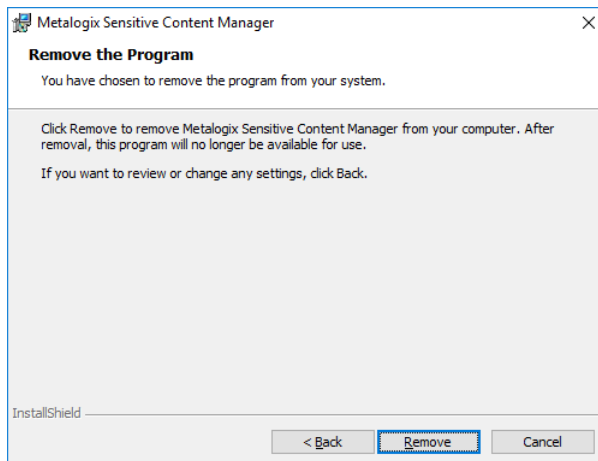 Metalogix Sensitive Content Manager
Remove the Program
You have chosen to remove the program from your system.
Click Remove to remove Metalogix Sensitive Content Manager from your computer. After
removal, this program will no longer be available for use.
If you want to review or change any settings, click Back.
InstallShield
< Back
Remove
Cancel